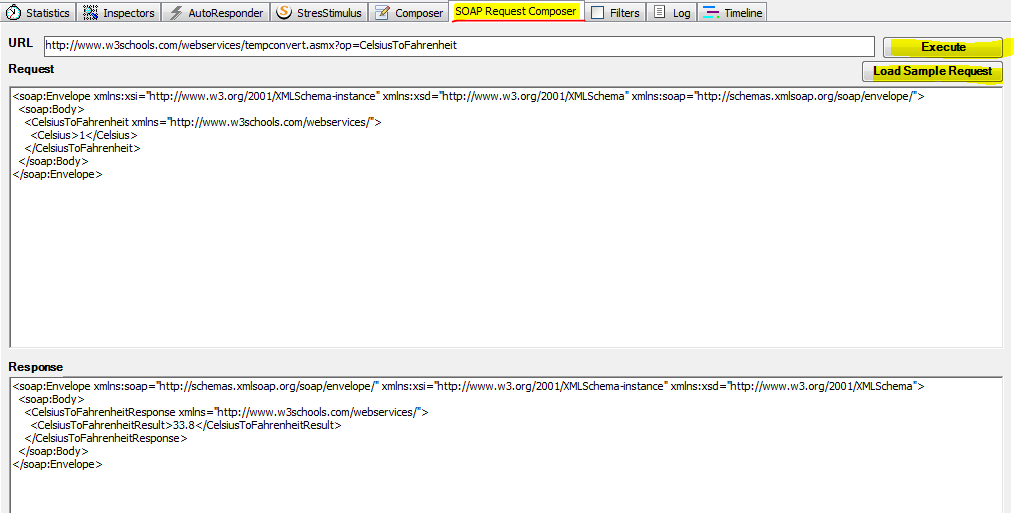 Statistics Inspectors AutoResponder StresStimulus Composer SOAP Request Composer Filters Log Timeline
URL http://www.w3schools.com/webservices/tempconvert.asmx?op=CelsiusToFahrenheit Execute
Request Load Sample Request
<soap:Envelope xmlns:xsi="http://www.w3.org/2001/XMLSchema-instance" xmlns:xsd="http://www.w3.org/2001/XMLSchema" xmlns:soap="http://schemas.xmlsoap.org/soap/envelope/">
<soap:Body>
<CelsiusToFahrenheit xmlns="http://www.w3schools.com/webservices/">
<Celsius>1</Celsius>
</CelsiusToFahrenheit>
</soap:Body>
</soap:Envelope>
Response
<soap:Envelope xmlns:soap="http://schemas.xmlsoap.org/soap/envelope/" xmlns:xsi="http://www.w3.org/2001/XMLSchema-instance" xmlns:xsd="http://www.w3.org/2001/XMLSchema">
<soap:Body>
<CelsiusToFahrenheitResponse xmlns="http://www.w3schools.com/webservices/">
<CelsiusToFahrenheitResult>33.8</CelsiusToFahrenheitResult>
</CelsiusToFahrenheitResponse>
</soap:Body>
</soap:Envelope>